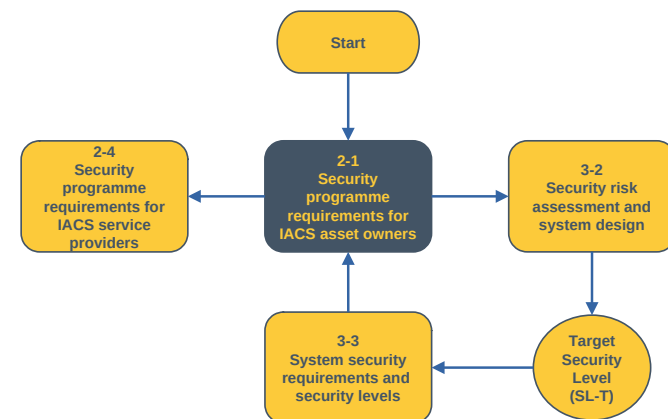 Start
2-4
Security
programme
requirements for
IACS service
providers
2-1
Security
programme
requirements for
IACS asset owners
3-2
Security risk
assessment and
system design
3-3
System security
requirements and
security levels
Target
Security
Level
(SL-T)